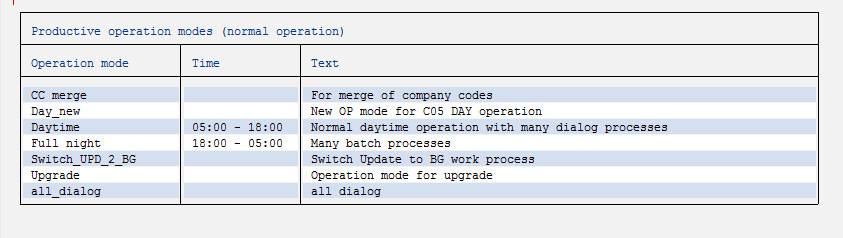 Productive operation modes (normal operation)
Operation mode Time Text
CC merge For merge of company codes
Day_new New OP mode for C05 DAY operation
Daytime 05:00 - 18:00 Normal daytime operation with many dialog processes
Full night 18:00 - 05:00 Many batch processes
Switch_UPD_2_BG Switch Update to BG work process
Upgrade Operation mode for upgrade
all_dialog all dialog